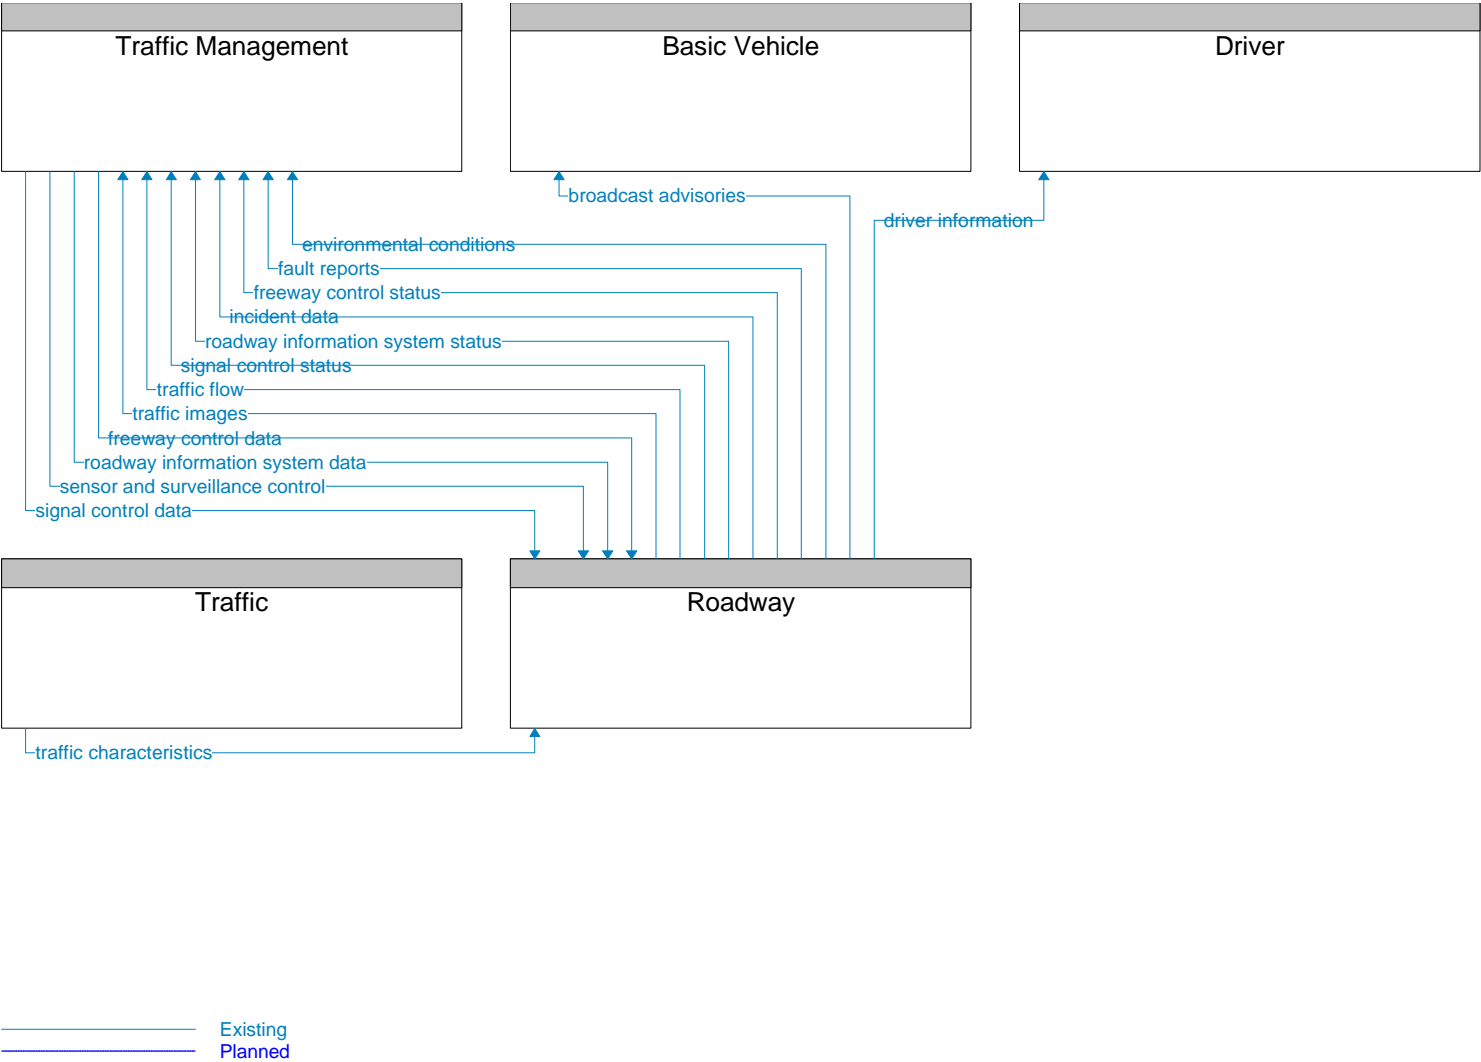 Traffic Management
Basic Vehicle
Driver
broadcast advisories
driver information
environmental conditions
fault reports
freeway control status
incident data
roadway information system status
signal control status
traffic flow
traffic images
freeway control data
roadway information system data
sensor and surveillance control
signal control data
Traffic
Roadway
traffic characteristics
Existing
Planned